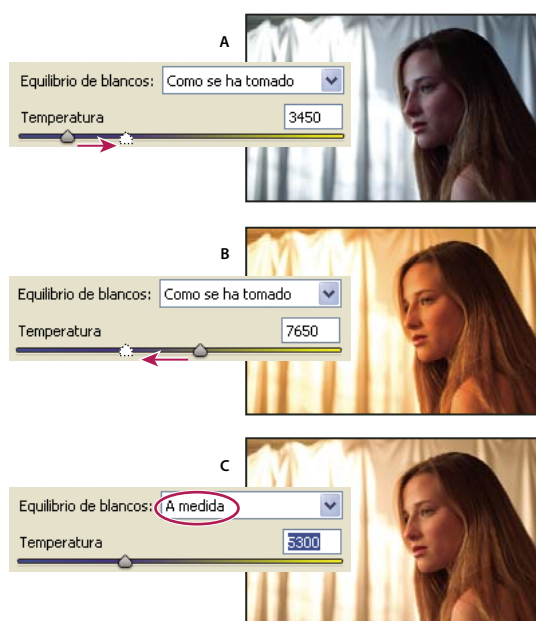 A
Equilibrio de blancos: Como se ha tomado
Temperatura 3450
B
Equilibrio de blancos: Como se ha tomado
Temperatura 7650
C
Equilibrio de blancos: A medida
Temperatura 5300